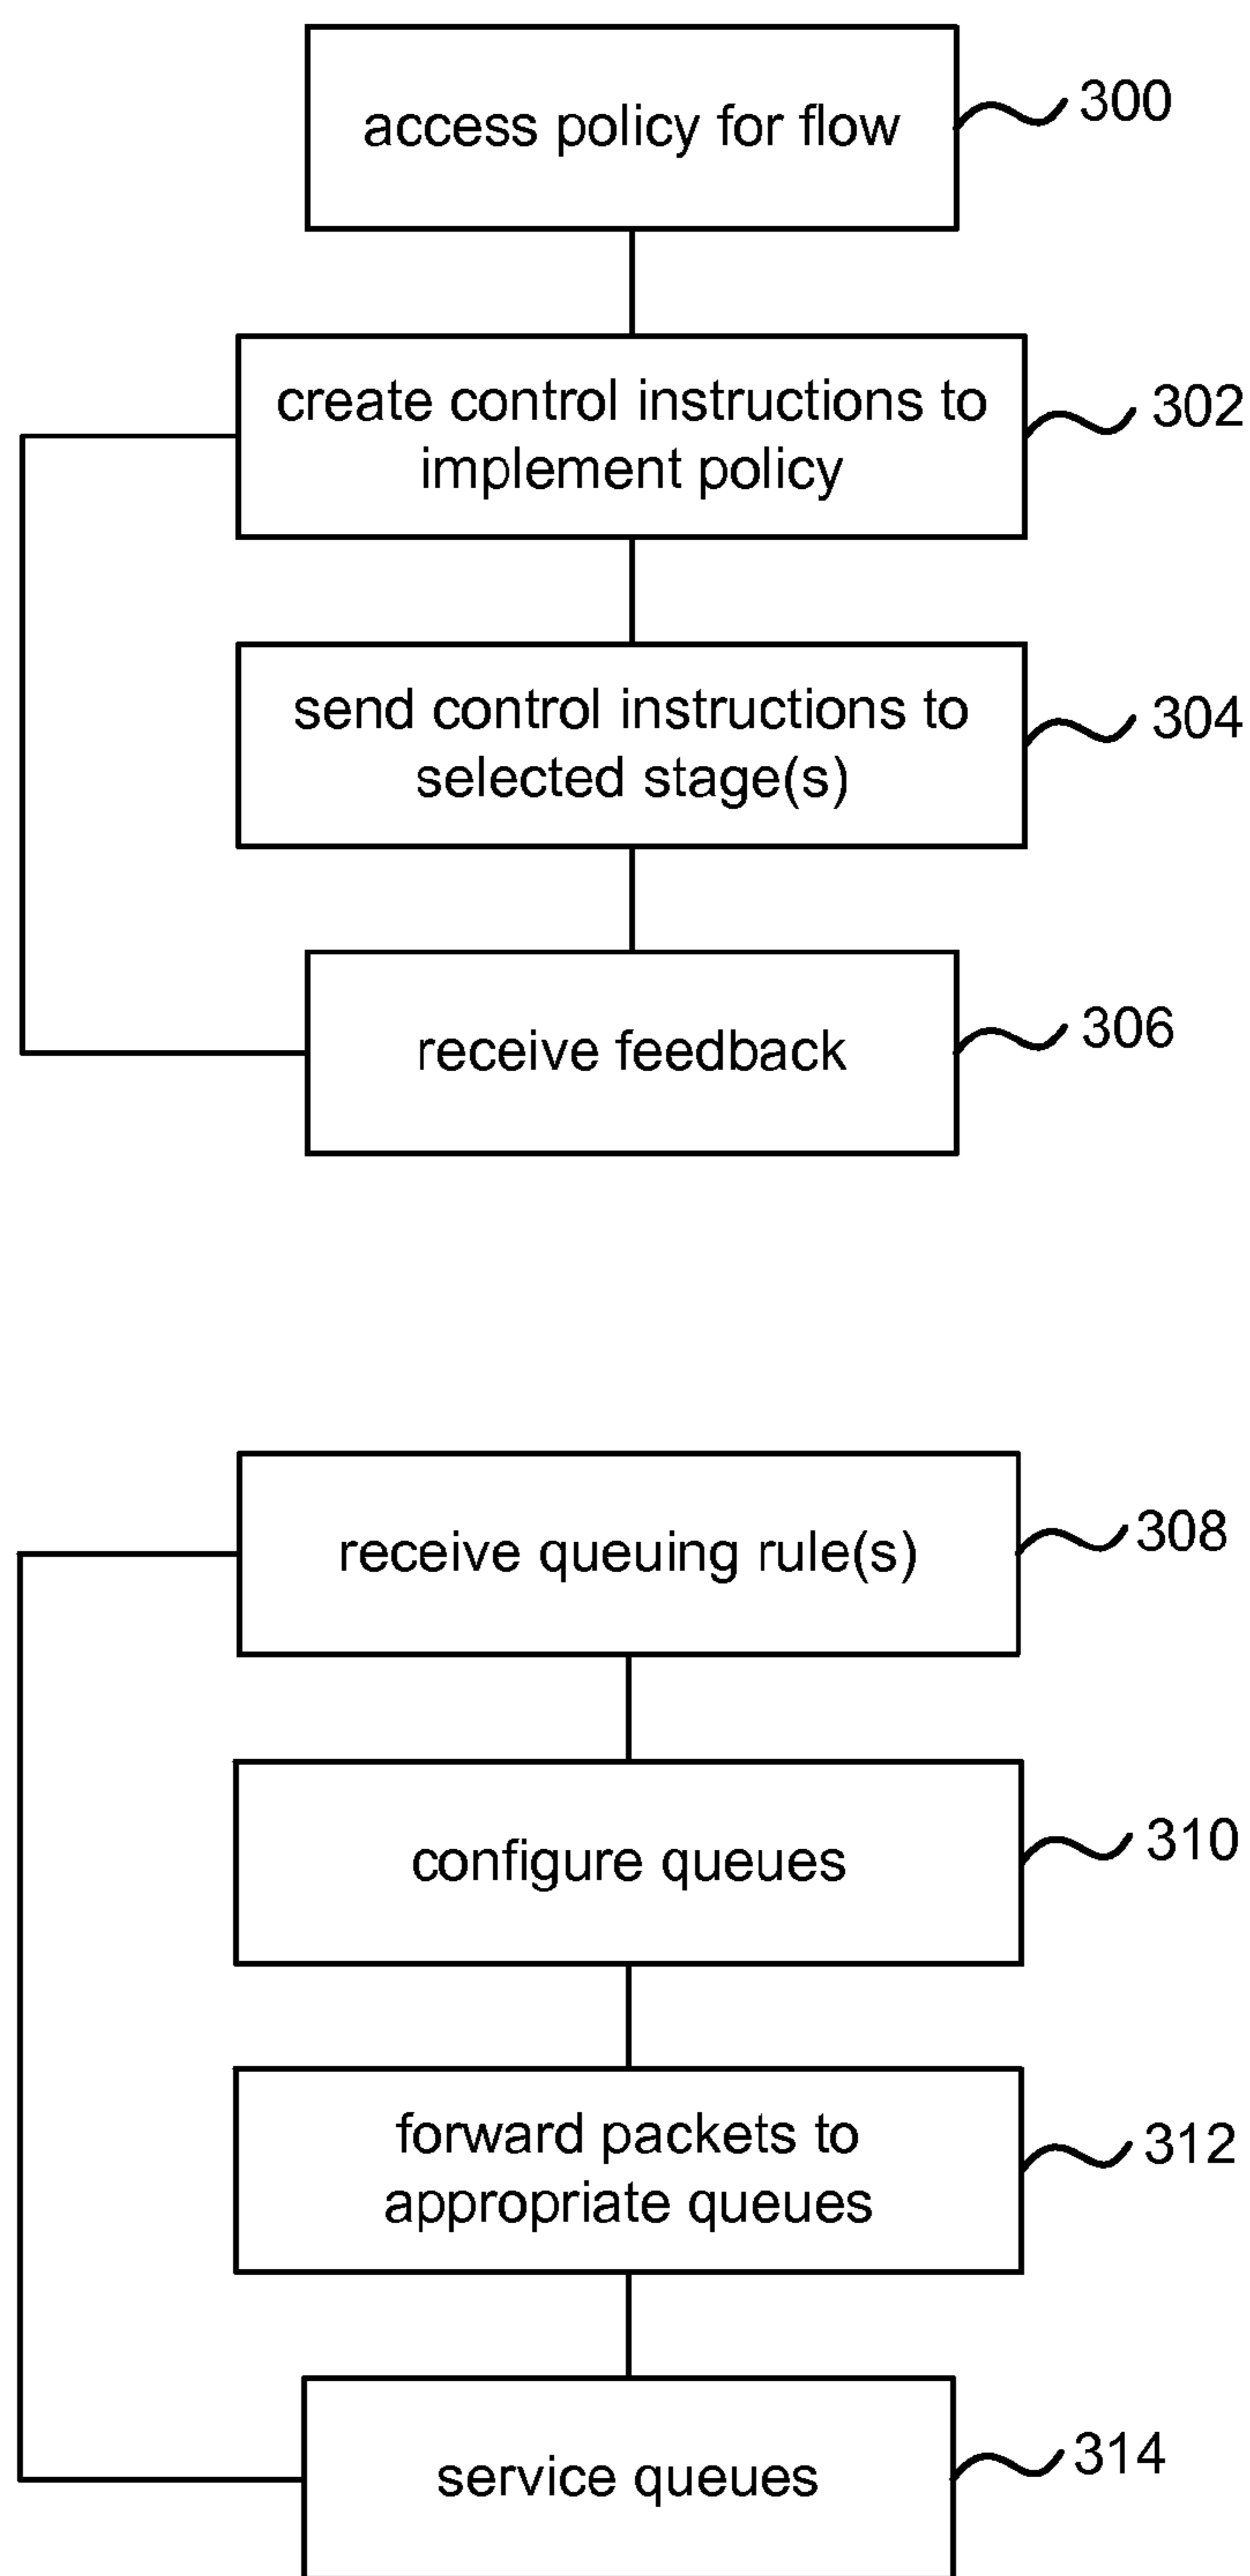 access policy for flow
300
create control instructions to
implement policy
302
send control instructions to
selected stage(s)
304
receive feedback
306
receive queuing rule(s)
308
configure queues
310
forward packets to
appropriate queues
312
service queues
314